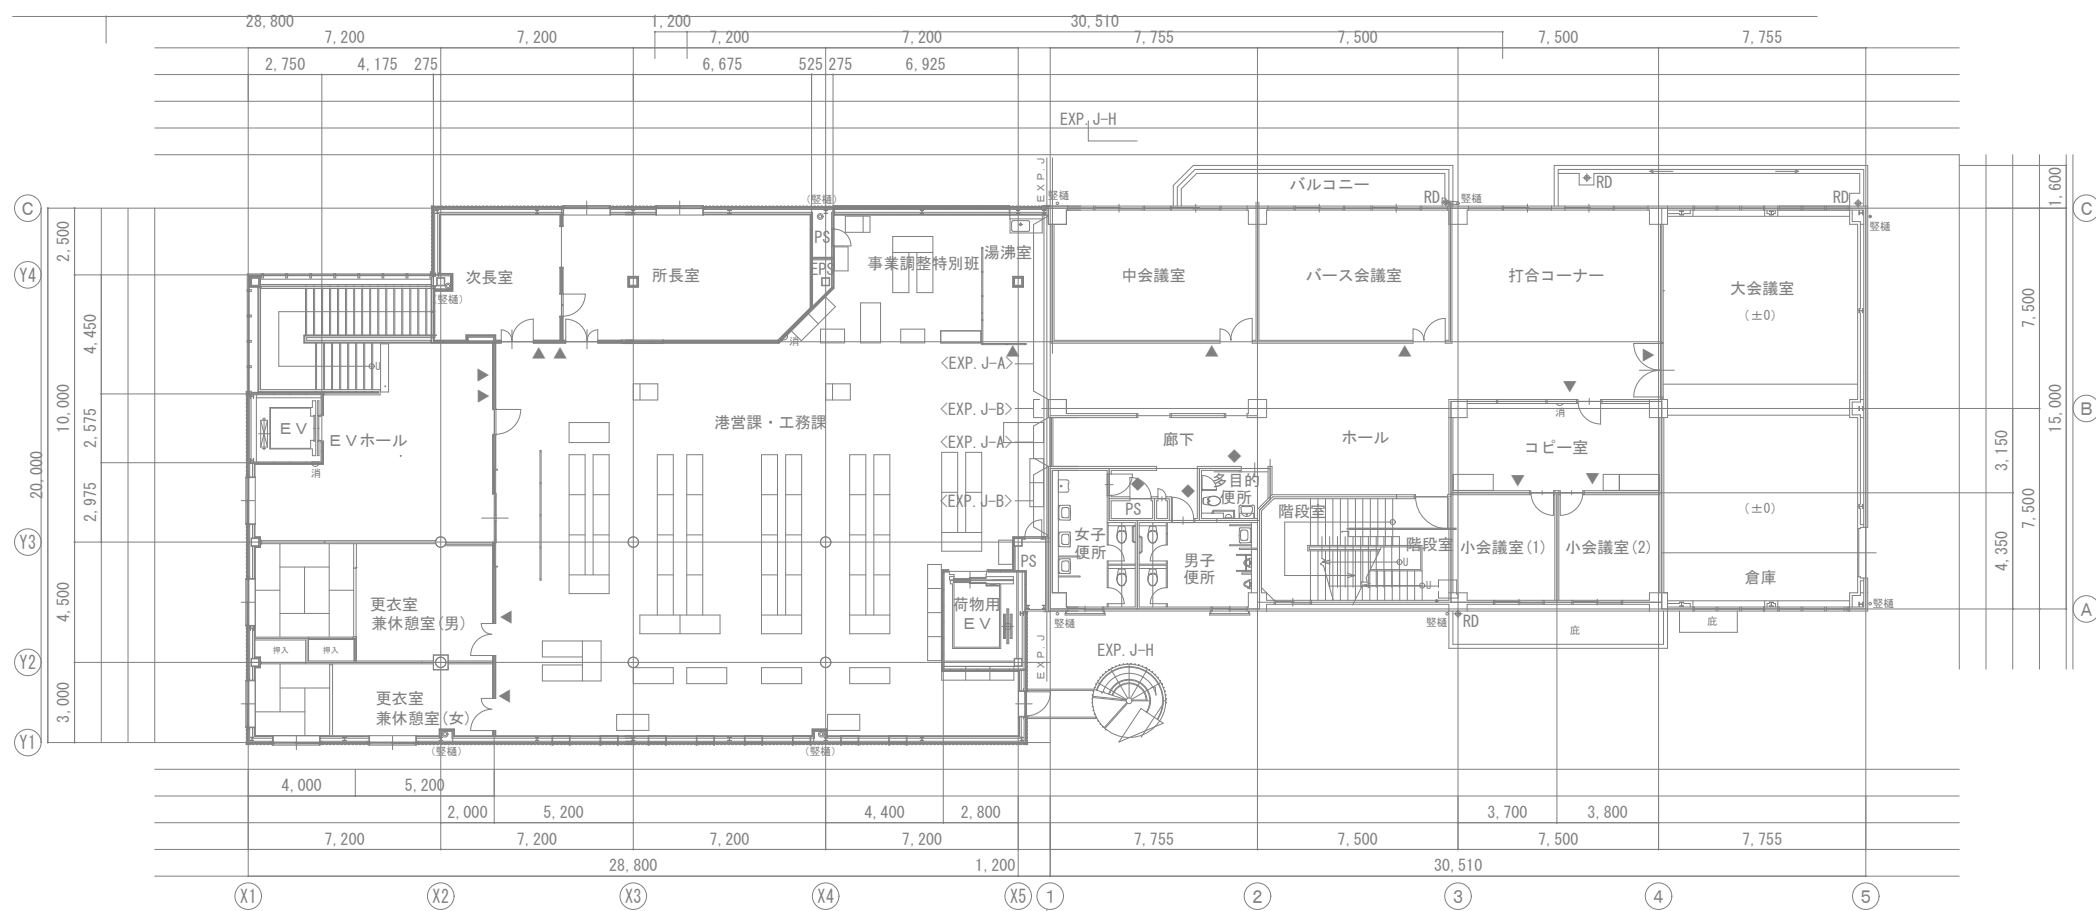 28,800
1,200
30,510
7,200
7,200
7,200
7,200
7,755
7,500
7,500
7,755
2,750
4,175
275
6,675
525
275
6,925
EXP.J-H
EXP.J
1,600
バルコニー
RD
RD
RD
竪樋
竪樋
(竪樋)
竪樋
C
C
2,500
Y4
PS
EPS
湯沸室
事業調整特別班
次長室
所長室
中会議室
バース会議室
打合コーナー
大会議室
(±0)
(竪樋)
7,500
4,450
消
U
<EXP.J-A>
10,000
20,000
2,575
2,975
EV
EVホール
消
港営課・工務課
<EXP.J-B>
<EXP.J-A>
<EXP.J-B>
廊下
ホール
消
コピー室
B
15,000
3,150
多目的
便所
PS
女子
便所
男子
便所
階段室
階段室
U
U
小会議室(1)
小会議室(2)
(±0)
倉庫
7,500
4,350
Y3
PS
4,500
更衣室
兼休憩室(男)
押入
押入
荷物用
EV
竪樋
竪樋
RD
庇
庇
竪樋
A
EXP.J
EXP.J-H
Y2
3,000
更衣室
兼休憩室(女)
Y1
(竪樋)
(竪樋)
4,000
5,200
2,000
5,200
4,400
2,800
3,700
3,800
7,200
7,200
7,200
7,200
7,755
7,500
7,500
7,755
28,800
1,200
30,510
X1
X2
X3
X4
X5
1
2
3
4
5